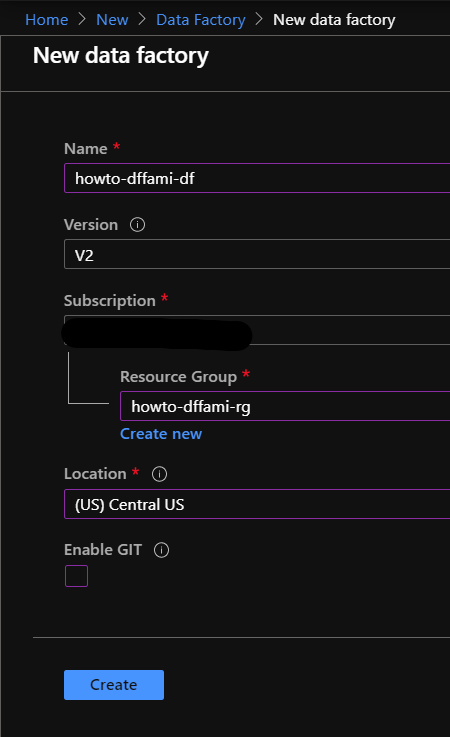 Home > New > Data Factory > New data factory
New data factory
Name *
howto-dffami-df
Version
V2
Subscription *
Resource Group *
howto-dffami-rg
Create new
Location *
(US) Central US
Enable GIT
Create